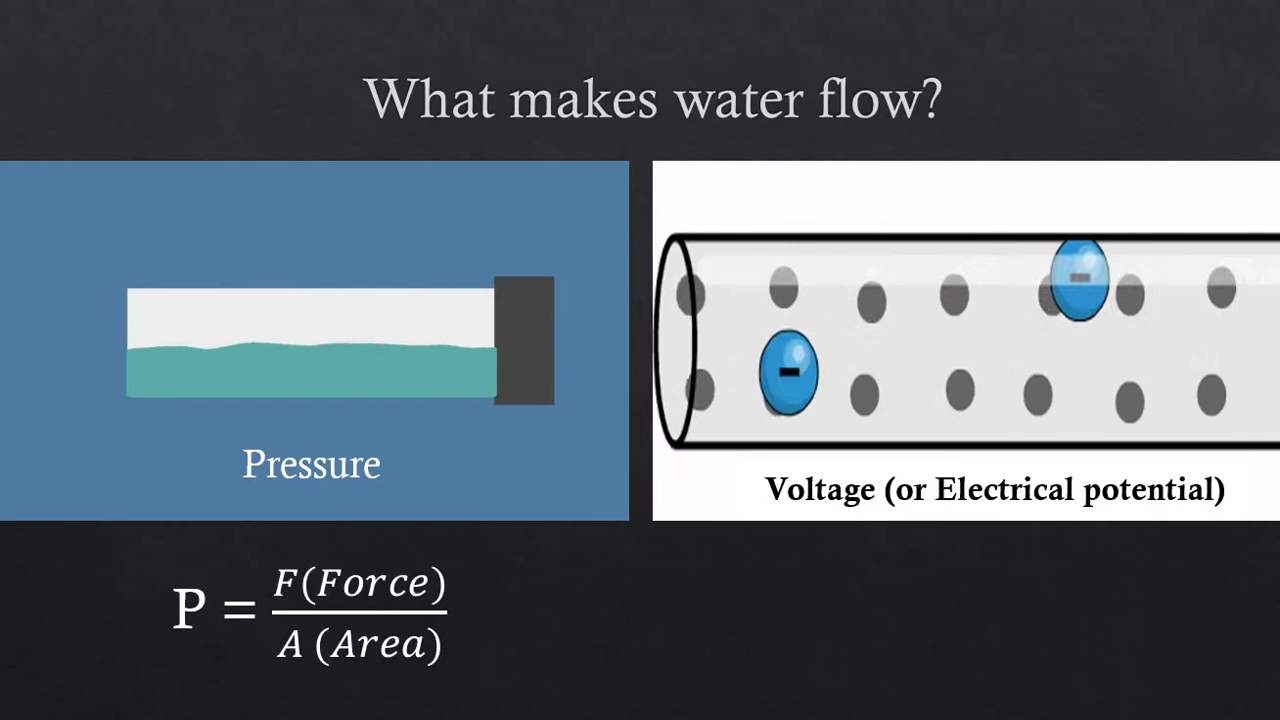 What makes water flow?
Pressure
Voltage (or Electrical potential)
P = F(Force)
A (Area)